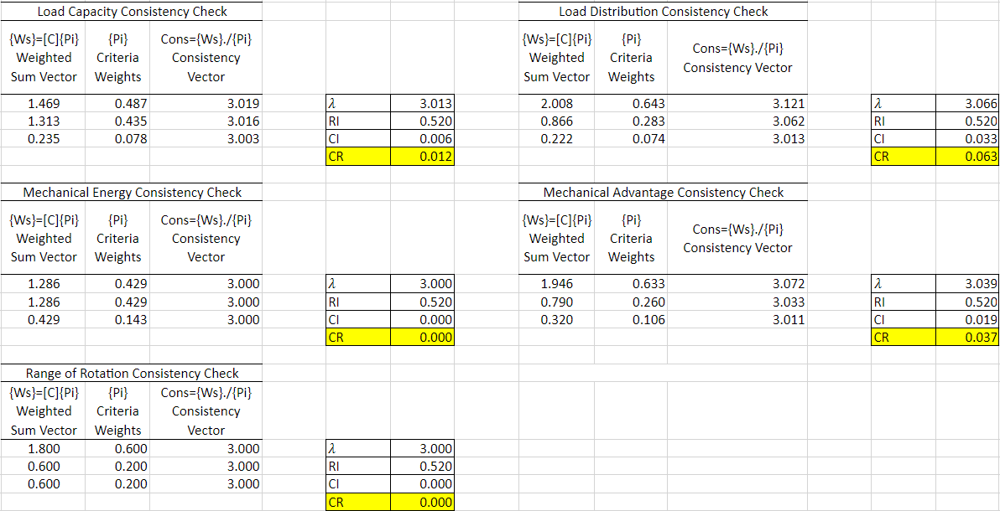 Load Capacity Consistency Check
{Ws}=[C]{Pi} {Pi} Cons={Ws}./{Pi}
Weighted Criteria Consistency
Sum Vector Weights Vector
1.469 0.487 3.019 λ 3.013
1.313 0.435 3.016 RI 0.520
0.235 0.078 3.003 CI 0.006
CR 0.012
Load Distribution Consistency Check
{Ws}=[C]{Pi} {Pi} Cons={Ws}./{Pi}
Weighted Criteria Consistency Vector
Sum Vector Weights
2.008 0.643 3.121 λ 3.066
0.866 0.283 3.062 RI 0.520
0.222 0.074 3.013 CI 0.033
CR 0.063
Mechanical Energy Consistency Check
{Ws}=[C]{Pi} {Pi} Cons={Ws}./{Pi}
Weighted Criteria Consistency
Sum Vector Weights Vector
1.286 0.429 3.000 λ 3.000
1.286 0.429 3.000 RI 0.520
0.429 0.143 3.000 CI 0.000
CR 0.000
Mechanical Advantage Consistency Check
{Ws}=[C]{Pi} {Pi} Cons={Ws}./{Pi}
Weighted Criteria Consistency Vector
Sum Vector Weights
1.946 0.633 3.072 λ 3.039
0.790 0.260 3.033 RI 0.520
0.320 0.106 3.011 CI 0.019
CR 0.037
Range of Rotation Consistency Check
{Ws}=[C]{Pi} {Pi} Cons={Ws}./{Pi}
Weighted Criteria Consistency
Sum Vector Weights Vector
1.800 0.600 3.000 λ 3.000
0.600 0.200 3.000 RI 0.520
0.600 0.200 3.000 CI 0.000
CR 0.000